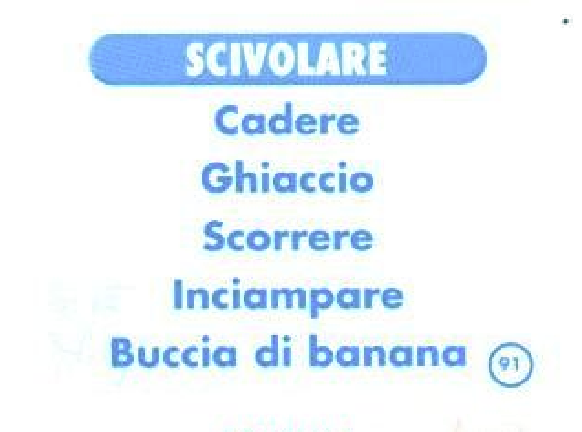 SCIVOLARE
Cadere
Ghiaccio
Scorrere
Inciampare
Buccia di banana 91